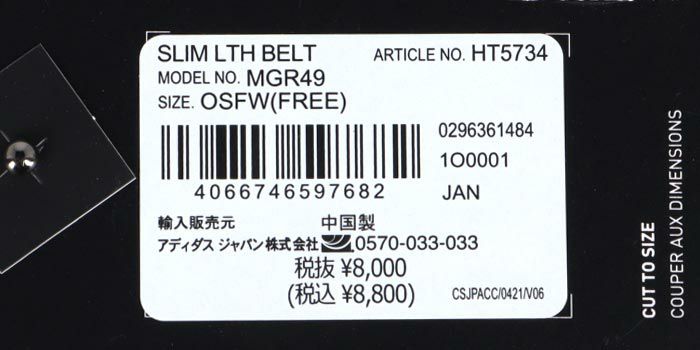 SLIM LTH BELT ARTICLE NO. HT5734
MODEL NO. MGR49
SIZE. OSFW(FREE)
0296361484
1O0001
4066746597682 JAN
輸入販売元 中国製
アディダス ジャパン株式会社 0570-033-033
税抜 ¥8,000
(税込 ¥8,800) CSJPACC/0421/V06
CUT TO SIZE
COUPER AUX DIMENSIONS